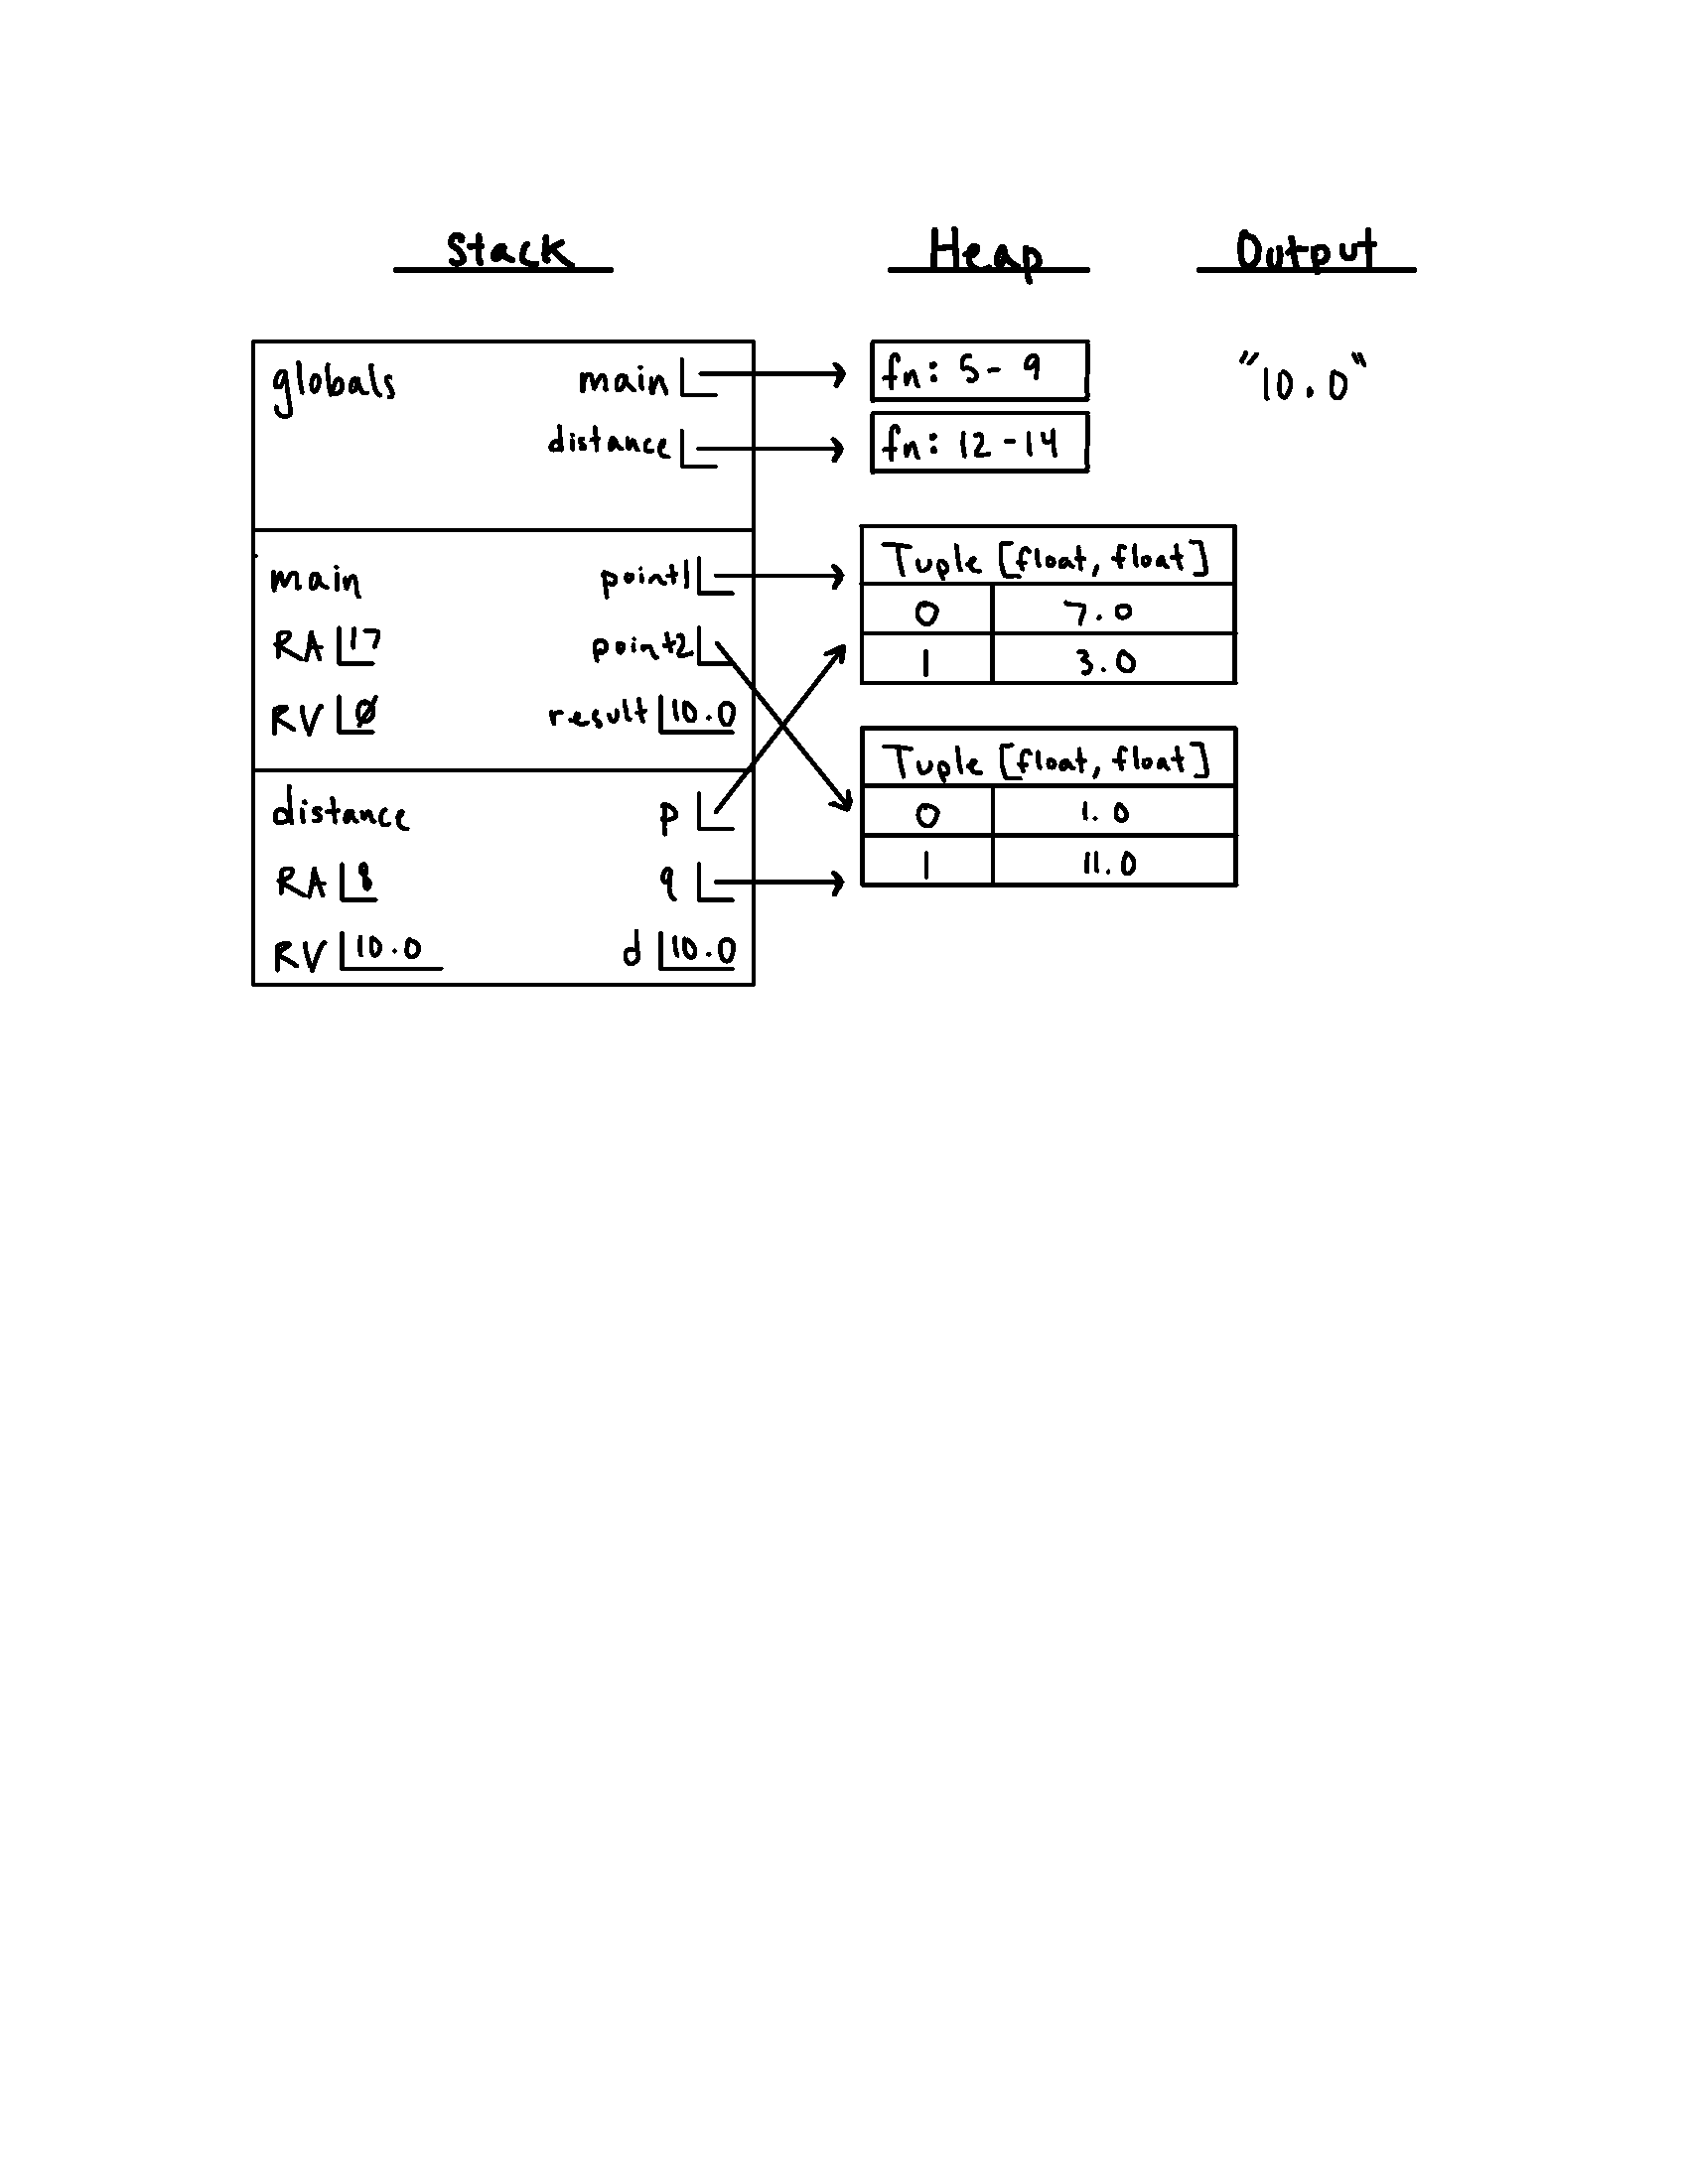 Stack Heap Output
globals main fn: 5- 9 "10.0"
distance fn: 12-14
Tuple [float, float]
main point1 0 7.0
RA 17 point2 1 3.0
RV Ø result 10.0
Tuple [float, float]
distance p 0 1.0
RA 8 q 1 11.0
RV 10.0 d 10.0